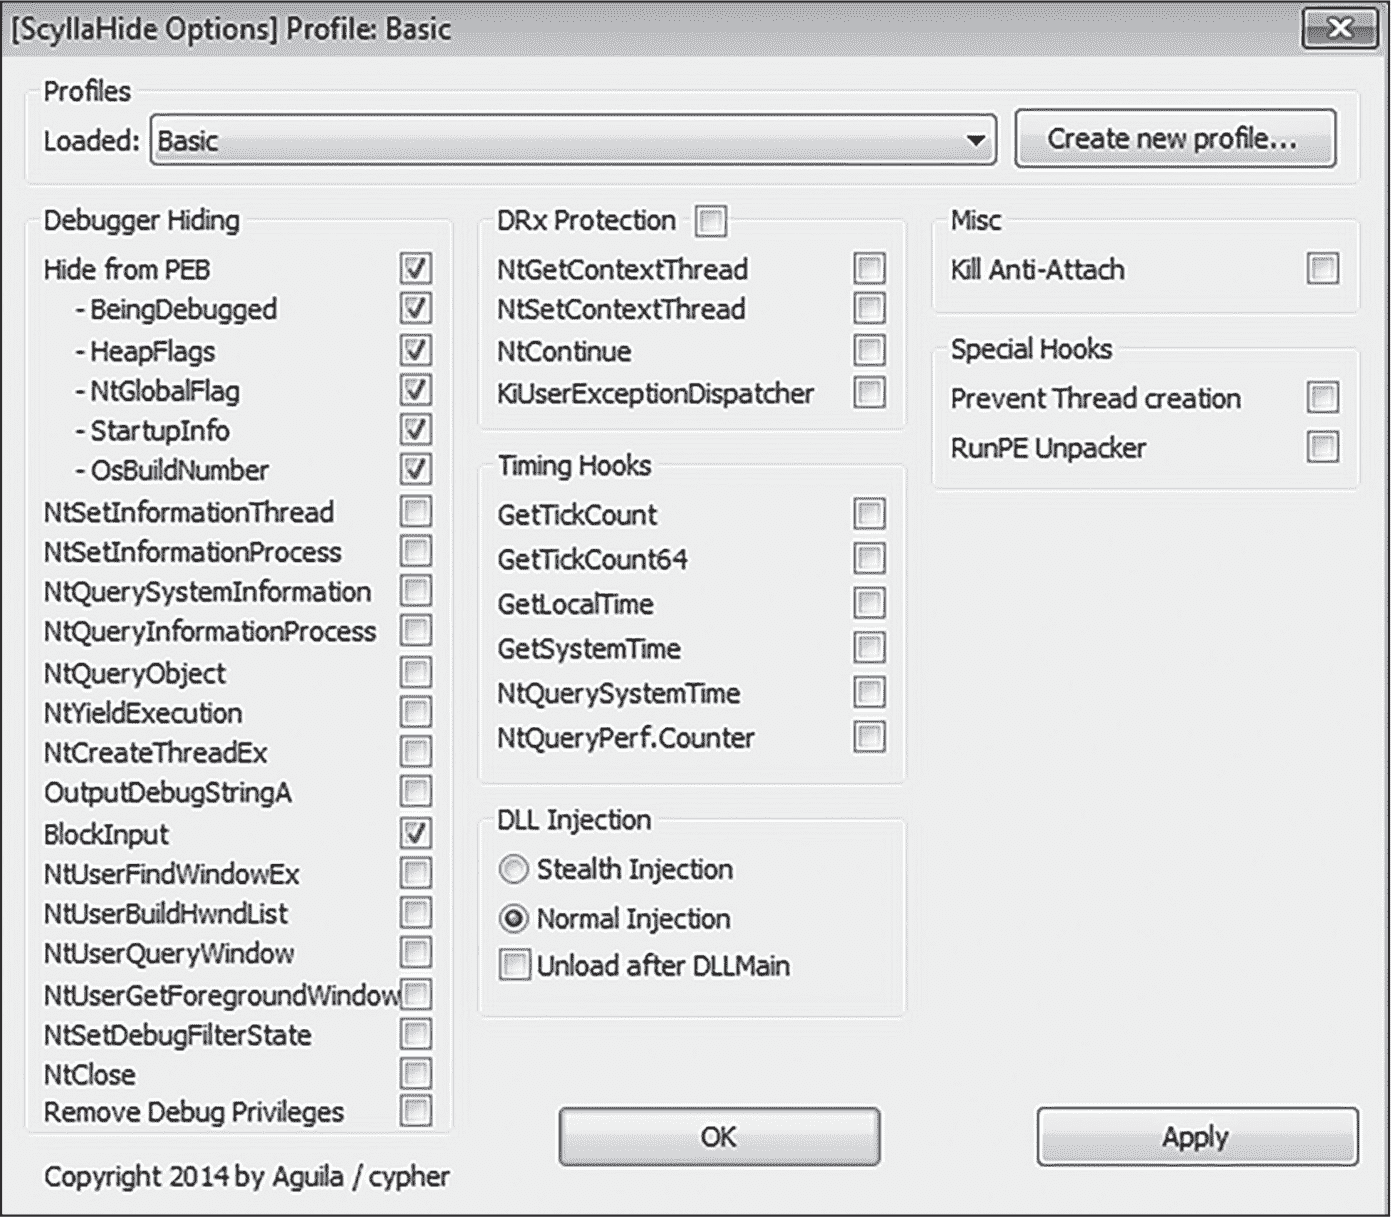 [ScyllaHide Options] Profile: Basic
Profiles
Loaded:
Basic
Create new profile...
Debugger Hiding
Hide from PEB
- BeingDebugged
- HeapFlags
- NtGlobalFlag
- StartupInfo
- OsBuildNumber
NtSetInformationThread
NtSetInformationProcess
NtQuerySystemInformation
NtQueryInformationProcess
NtQueryObject
NtYieldExecution
NtCreateThreadEx
OutputDebugStringA
BlockInput
NtUserFindWindowEx
NtUserBuildHwndList
NtUserQueryWindow
NtUserGetForegroundWindow
NtSetDebugFilterState
NtClose
Remove Debug Privileges
DRx Protection
NtGetContextThread
NtSetContextThread
NtContinue
KiUserExceptionDispatcher
Timing Hooks
GetTickCount
GetTickCount64
GetLocalTime
GetSystemTime
NtQuerySystemTime
NtQueryPerf.Counter
DLL Injection
Stealth Injection
Normal Injection
Unload after DLLMain
Misc
Kill Anti-Attach
Special Hooks
Prevent Thread creation
RunPE Unpacker
OK
Apply
Copyright 2014 by Aguila / cypher